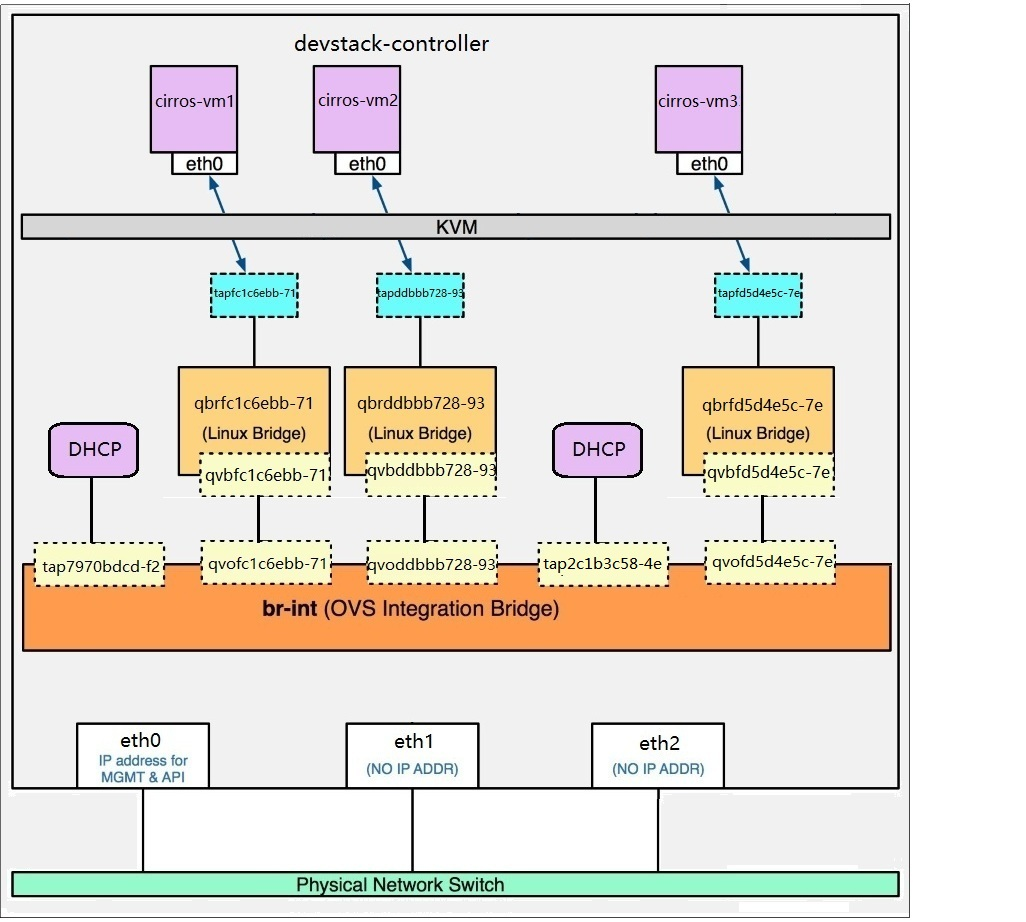 devstack-controller
cirros-vm1
cirros-vm2
cirros-vm3
eth0
eth0
eth0
KVM
tapfc1c6ebb-71
tapddbbb728-93
tapfd5d4e5c-7e
qbrfc1c6ebb-71
(Linux Bridge)
qbrddbbb728-93
(Linux Bridge)
qbrfd5d4e5c-7e
(Linux Bridge)
DHCP
DHCP
qvbfc1c6ebb-71
qvbddbbb728-93
qvbfd5d4e5c-7e
tap7970bdcd-f2
qvofc1c6ebb-71
qvoddbbb728-93
tap2c1b3c58-4e
qvofd5d4e5c-7e
br-int (OVS Integration Bridge)
eth0
IP address for
MGMT & API
eth1
(NO IP ADDR)
eth2
(NO IP ADDR)
Physical Network Switch